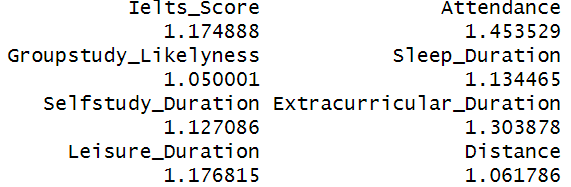 Ielts_Score Attendance
1.174888 1.453529
Groupstudy_Likelyness Sleep_Duration
1.050001 1.134465
Selfstudy_Duration Extracurricular_Duration
1.127086 1.303878
Leisure_Duration Distance
1.176815 1.061786